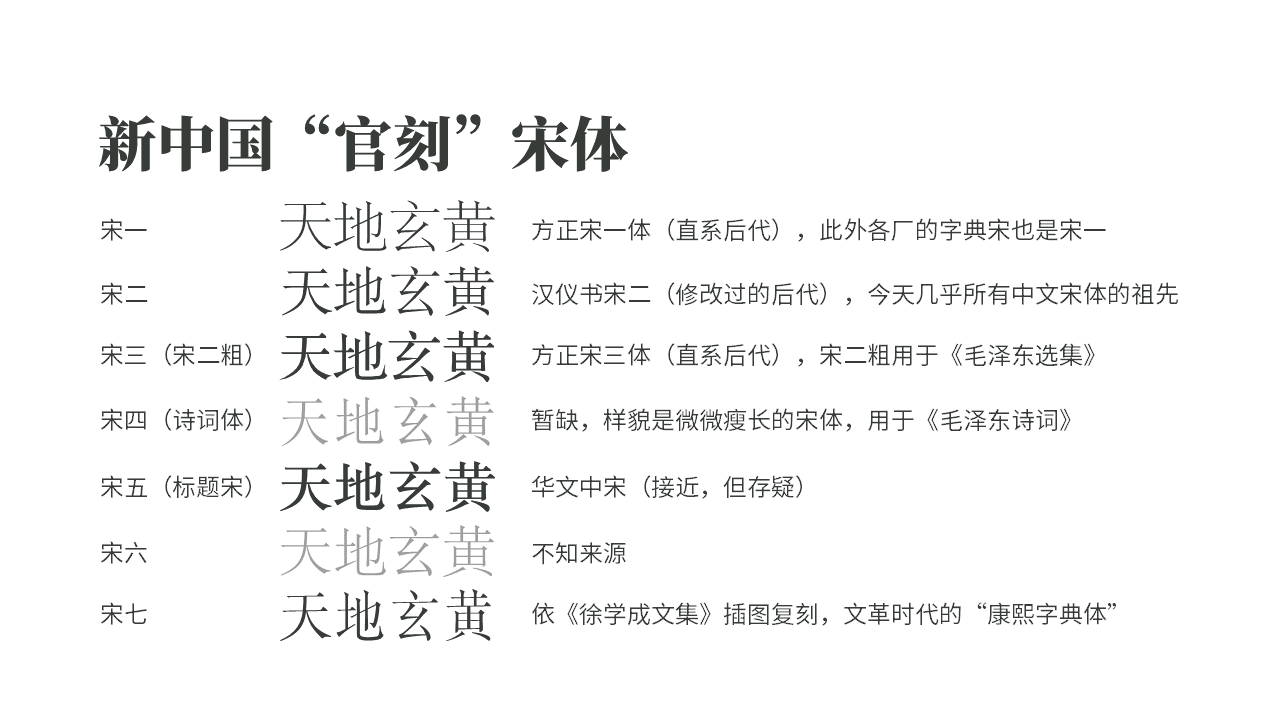 新中国“官刻”宋体
宋一 天地玄黄 方正宋一体（直系后代），此外各厂的字典宋也是宋一
宋二 天地玄黄 汉仪书宋二（修改过的后代），今天几乎所有中文宋体的祖先
宋三（宋二粗） 天地玄黄 方正宋三体（直系后代），宋二粗用于《毛泽东选集》
宋四（诗词体） 天地玄黄 暂缺，样貌是微微瘦长的宋体，用于《毛泽东诗词》
宋五（标题宋） 天地玄黄 华文中宋（接近，但存疑）
宋六 天地玄黄 不知来源
宋七 天地玄黄 依《徐学成文集》插图复刻，文革时代的“康熙字典体”